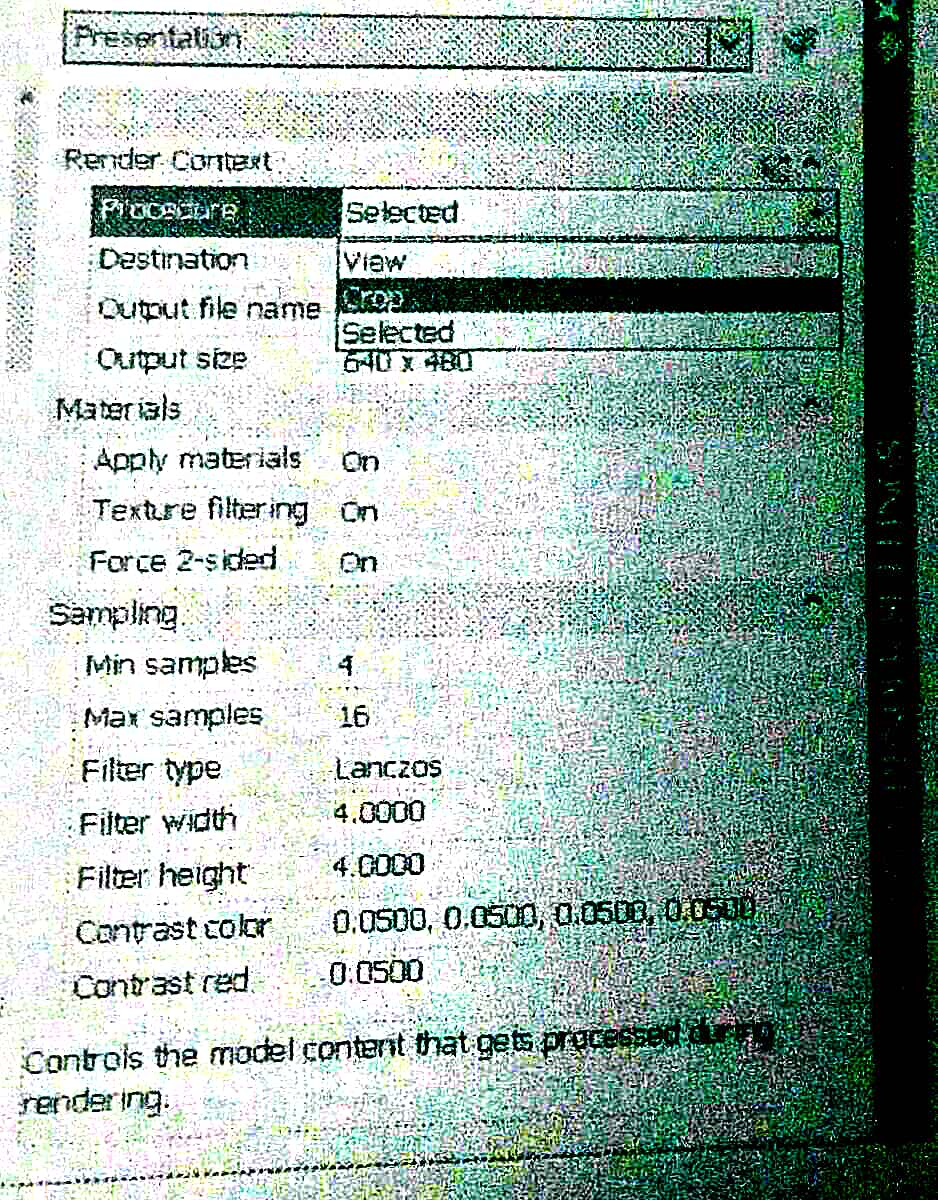 Presentation
Render Context
Procedure Selected
Destination View
Crop
Output file name
Selected
Output size 640 x 480
Materials
Apply materials On
Texture filtering On
Force 2-sided On
Sampling
Min samples 4
Max samples 16
Filter type Lanczos
Filter width 4.0000
Filter height 4.0000
Contrast color 0.0500, 0.0500, 0.0500, 0.0500
Contrast red 0.0500
Controls the model content that gets processed during
rendering.